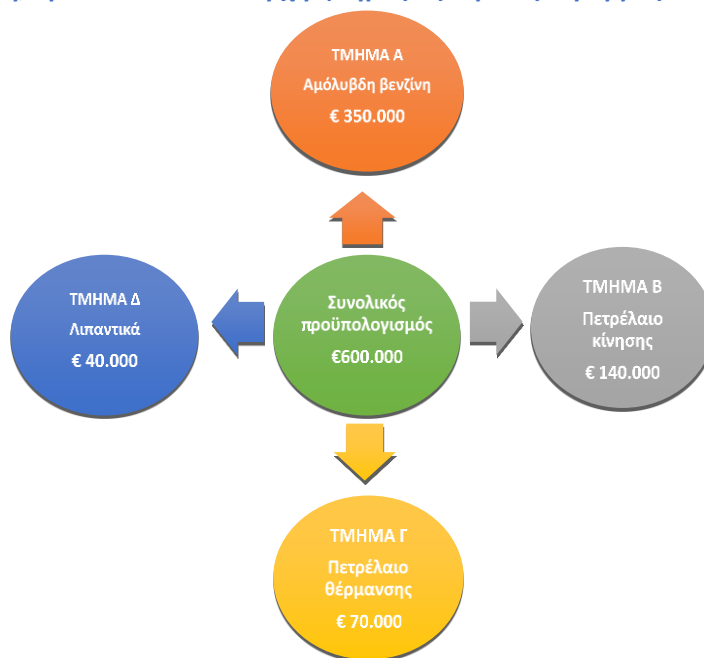 ΤΜΗΜΑ Α
Αμόλυβδη βενζίνη
€ 350.000
ΤΜΗΜΑ Δ
Λιπαντικά
€ 40.000
Συνολικός
προϋπολογισμός
€600.000
ΤΜΗΜΑ Β
Πετρέλαιο
κίνησης
€ 140.000
ΤΜΗΜΑ Γ
Πετρέλαιο
θέρμανσης
€ 70.000